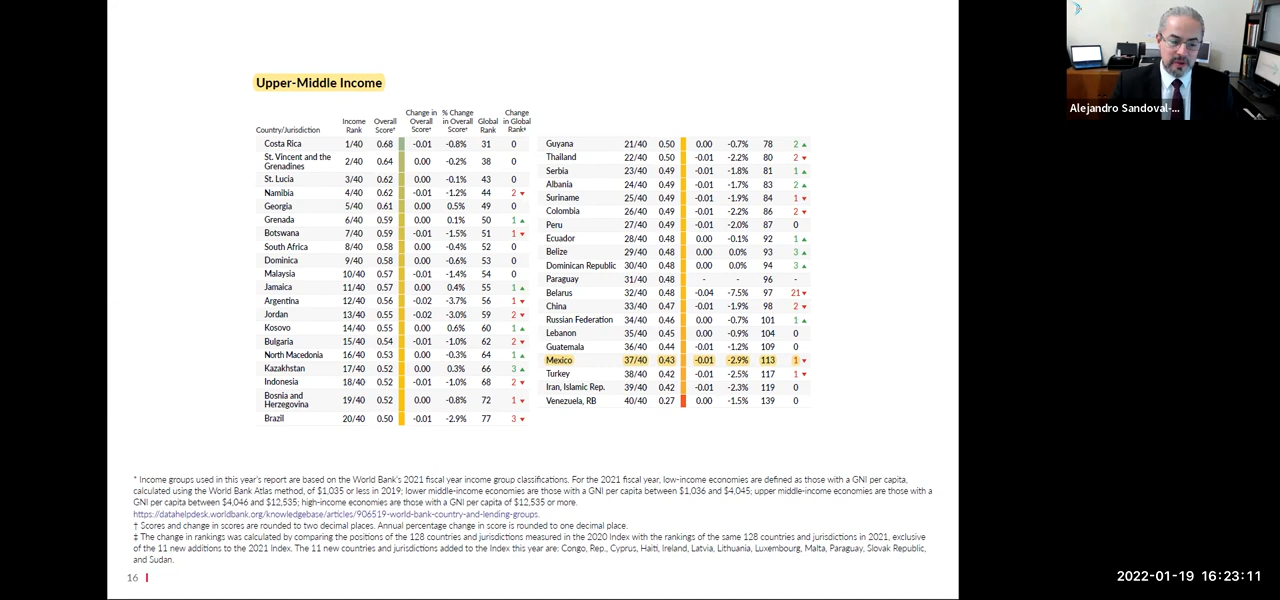 Upper-Middle Income
Country/Jurisdiction Income Rank Overall Score† Change in Overall Score† % Change in Overall Score† Global Rank Change in Global Rank‡
Costa Rica 1/40 0.68 -0.01 -0.8% 31 0
St. Vincent and the Grenadines 2/40 0.64 0.00 -0.2% 38 0
St. Lucia 3/40 0.62 0.00 -0.1% 43 0
Namibia 4/40 0.62 -0.01 -1.2% 44 2 ▼
Georgia 5/40 0.61 0.00 0.5% 49 0
Grenada 6/40 0.59 0.00 0.1% 50 1 ▲
Botswana 7/40 0.59 -0.01 -1.5% 51 1 ▼
South Africa 8/40 0.58 0.00 -0.4% 52 0
Dominica 9/40 0.58 0.00 -0.6% 53 0
Malaysia 10/40 0.57 -0.01 -1.4% 54 0
Jamaica 11/40 0.57 0.00 0.4% 55 1 ▲
Argentina 12/40 0.56 -0.02 -3.7% 56 1 ▼
Jordan 13/40 0.55 -0.02 -3.0% 59 2 ▼
Kosovo 14/40 0.55 0.00 0.6% 60 1 ▲
Bulgaria 15/40 0.54 -0.01 -1.0% 62 2 ▼
North Macedonia 16/40 0.53 0.00 -0.3% 64 1 ▲
Kazakhstan 17/40 0.52 0.00 0.3% 66 3 ▲
Indonesia 18/40 0.52 -0.01 -1.0% 68 2 ▼
Bosnia and Herzegovina 19/40 0.52 0.00 -0.8% 72 1 ▼
Brazil 20/40 0.50 -0.01 -2.9% 77 3 ▼
Guyana 21/40 0.50 0.00 -0.7% 78 2 ▲
Thailand 22/40 0.50 -0.01 -2.2% 80 2 ▼
Serbia 23/40 0.49 -0.01 -1.8% 81 1 ▲
Albania 24/40 0.49 -0.01 -1.7% 83 2 ▲
Suriname 25/40 0.49 -0.01 -1.9% 84 1 ▼
Colombia 26/40 0.49 -0.01 -2.2% 86 2 ▼
Peru 27/40 0.49 -0.01 -2.0% 87 0
Ecuador 28/40 0.48 0.00 -0.1% 92 1 ▲
Belize 29/40 0.48 0.00 0.0% 93 3 ▲
Dominican Republic 30/40 0.48 0.00 0.0% 94 3 ▲
Paraguay 31/40 0.48 - - 96 -
Belarus 32/40 0.48 -0.04 -7.5% 97 21 ▼
China 33/40 0.47 -0.01 -1.9% 98 2 ▼
Russian Federation 34/40 0.46 0.00 -0.7% 101 1 ▲
Lebanon 35/40 0.45 0.00 -0.9% 104 0
Guatemala 36/40 0.44 -0.01 -1.2% 109 0
Mexico 37/40 0.43 -0.01 -2.9% 113 1 ▼
Turkey 38/40 0.42 -0.01 -2.5% 117 1 ▼
Iran, Islamic Rep. 39/40 0.42 -0.01 -2.3% 119 0
Venezuela, RB 40/40 0.27 0.00 -1.5% 139 0
* Income groups used in this year's report are based on the World Bank's 2021 fiscal year income group classifications. For the 2021 fiscal year, low-income economies are defined as those with a GNI per capita,
calculated using the World Bank Atlas method, of $1,035 or less in 2019; lower middle-income economies are those with a GNI per capita between $1,036 and $4,045; upper middle-income economies are those with a
GNI per capita between $4,046 and $12,535; high-income economies are those with a GNI per capita of $12,535 or more.
https://datahelpdesk.worldbank.org/knowledgebase/articles/906519-world-bank-country-and-lending-groups.
† Scores and change in scores are rounded to two decimal places. Annual percentage change in score is rounded to one decimal place.
‡ The change in rankings was calculated by comparing the positions of the 128 countries and jurisdictions measured in the 2020 Index with the rankings of the same 128 countries and jurisdictions in 2021, exclusive
of the 11 new additions to the 2021 Index. The 11 new countries and jurisdictions added to the Index this year are: Congo, Rep., Cyprus, Haiti, Ireland, Latvia, Lithuania, Luxembourg, Malta, Paraguay, Slovak Republic,
and Sudan.
16
Alejandro Sandoval-...
2022-01-19 16:23:11